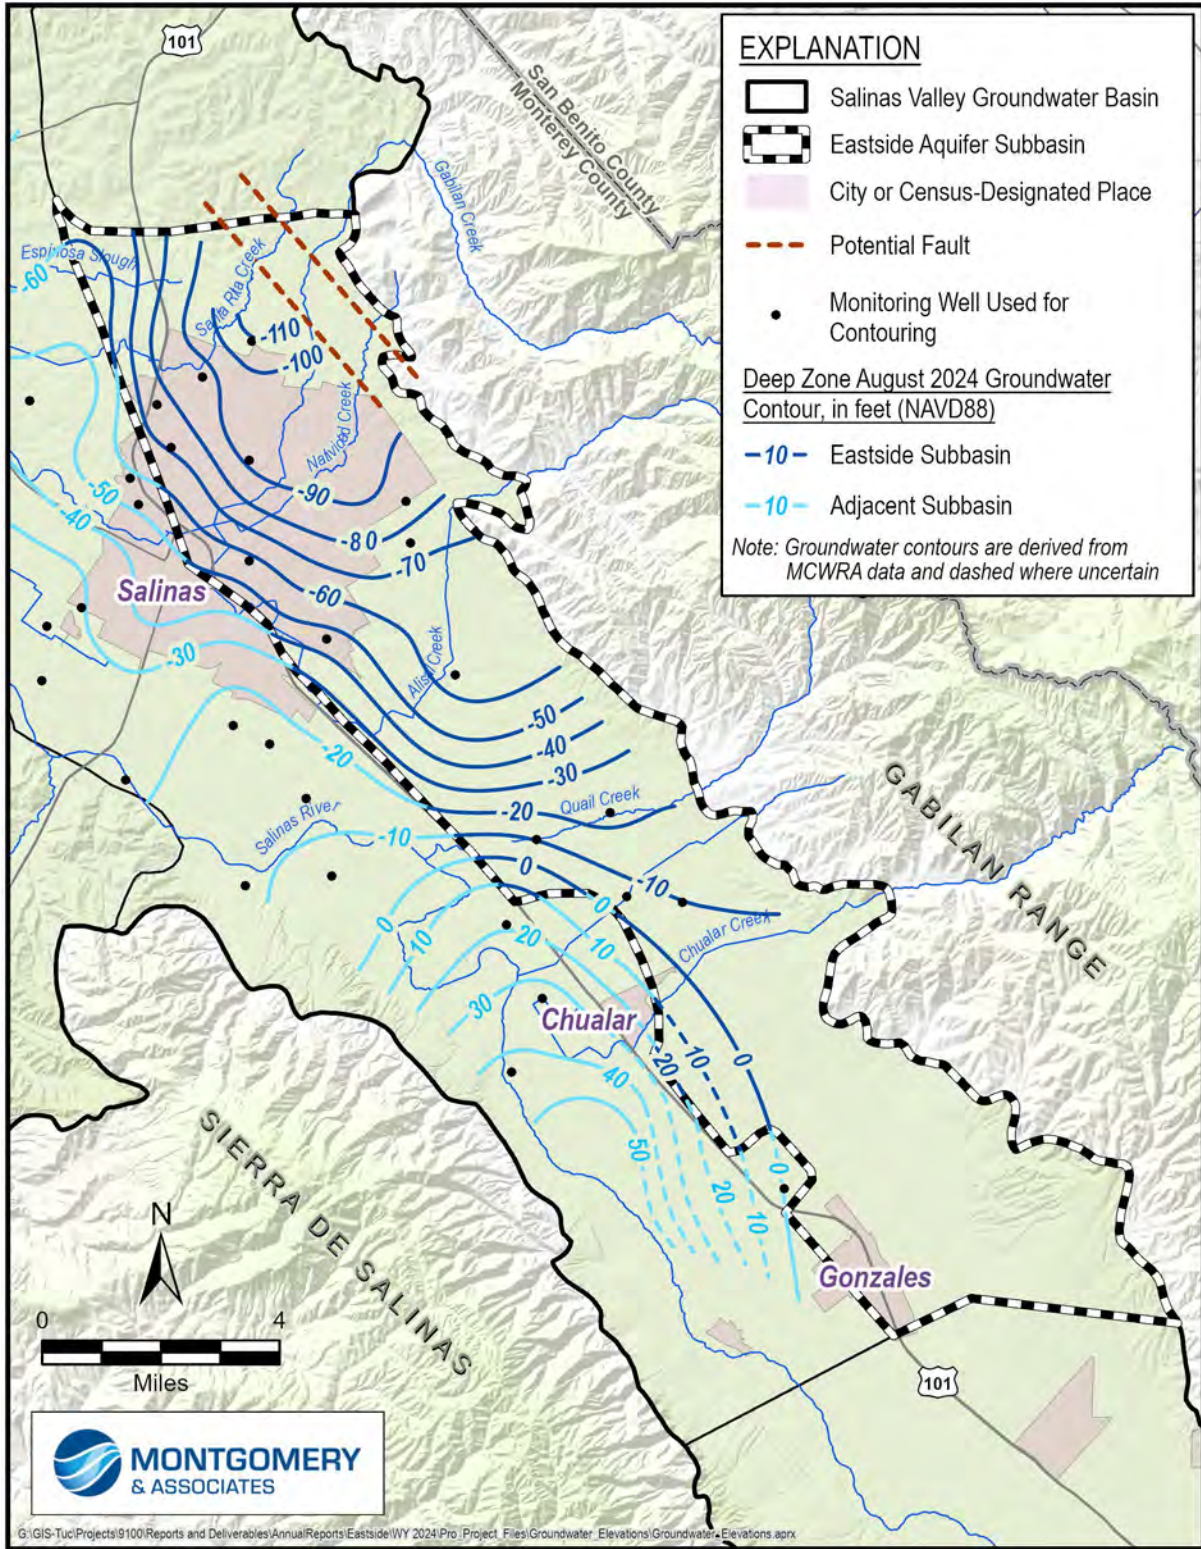 101
San Benito County
Monterey County
EXPLANATION
Salinas Valley Groundwater Basin
Eastside Aquifer Subbasin
City or Census-Designated Place
Potential Fault
Monitoring Well Used for
Contouring
Deep Zone August 2024 Groundwater
Contour, in feet (NAVD88)
10
Eastside Subbasin
10
Adjacent Subbasin
Note: Groundwater contours are derived from
MCWRA data and dashed where uncertain
Gabilan Creek
Espinosa Slough
-60
Santa Rita Creek
-110
-100
Natividad Creek
-90
-50
-40
-80
-70
Salinas
-60
-30
Alisal Creek
-50
-40
-30
-20
-20
Quail Creek
Salinas River
-10
0
-10
GABILAN RANGE
0
10
0
10
20
Chualar Creek
30
Chualar
0
10
20
40
50
0
20
10
SIERRA DE SALINAS
N
Gonzales
0
4
Miles
101
MONTGOMERY
& ASSOCIATES
G:\GIS-Tuc\Projects\9100\Reports and Deliverables\AnnualReports\Eastside\WY 2024\Pro_Project_Files\Groundwater_Elevations\Groundwater_Elevations.aprx